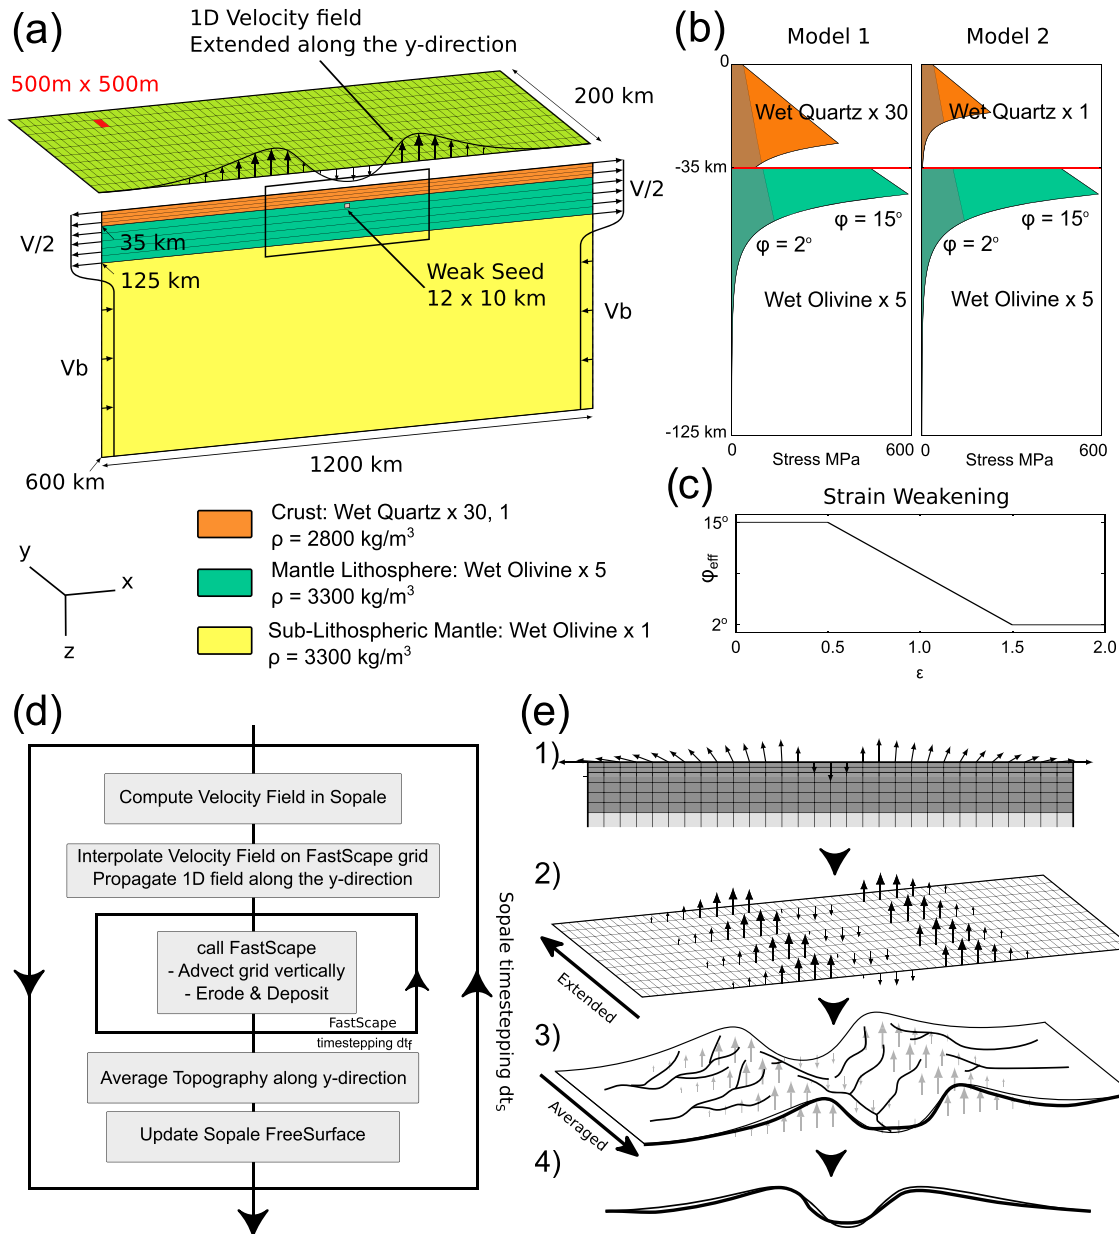 (a)
1D Velocity field
Extended along the y-direction
500m x 500m
200 km
V/2
V/2
35 km
125 km
Weak Seed
12 x 10 km
Vb
Vb
600 km
1200 km
Crust: Wet Quartz x 30, 1
ρ = 2800 kg/m³
Mantle Lithosphere: Wet Olivine x 5
ρ = 3300 kg/m³
Sub-Lithospheric Mantle: Wet Olivine x 1
ρ = 3300 kg/m³
y
x
z
(b)
Model 1
Model 2
0
Wet Quartz x 30
Wet Quartz x 1
-35 km
φ = 15°
φ = 15°
φ = 2°
φ = 2°
Wet Olivine x 5
Wet Olivine x 5
-125 km
0
Stress MPa
600
0
Stress MPa
600
(c)
Strain Weakening
15°
φeff
2°
0
0.5
1.0
1.5
2.0
ε
(d)
Compute Velocity Field in Sopale
Interpolate Velocity Field on FastScape grid
Propagate 1D field along the y-direction
call FastScape
- Advect grid vertically
- Erode & Deposit
FastScape
timestepping dtf
Average Topography along y-direction
Update Sopale FreeSurface
Sopale timestepping dts
(e)
1)
2)
Extended
3)
Averaged
4)